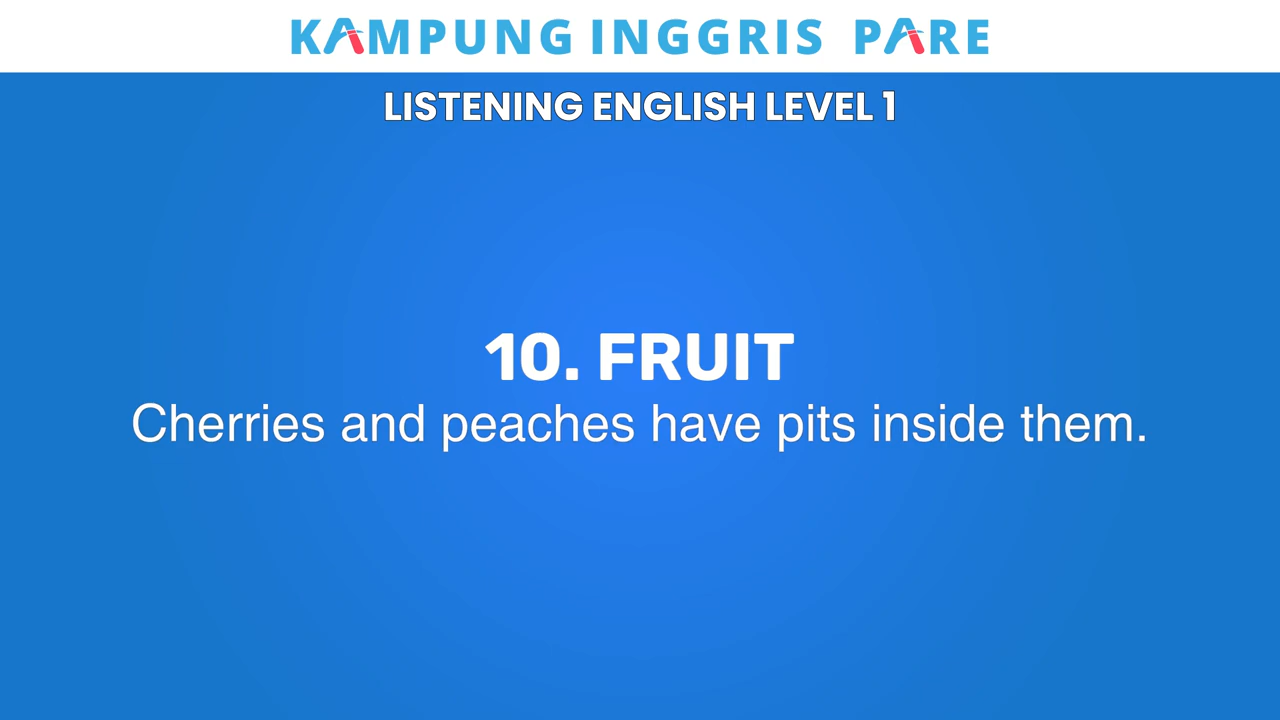 KAMPUNG INGGRIS PARE
LISTENING ENGLISH LEVEL 1
10. FRUIT
Cherries and peaches have pits inside them.